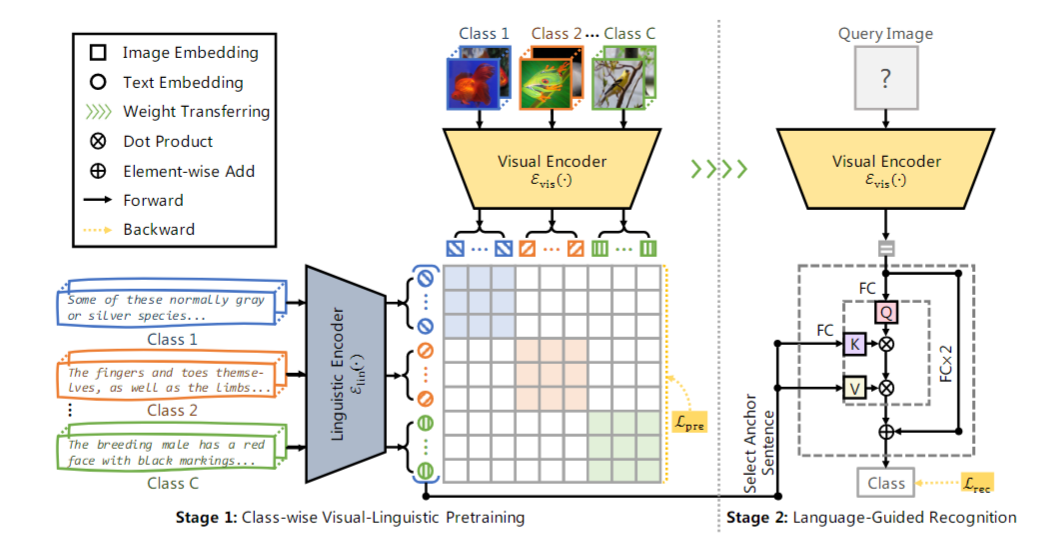 Image Embedding
Text Embedding
Weight Transferring
Dot Product
Element-wise Add
Forward
Backward
Class 1
Class 2
...
Class C
Visual Encoder
ℰvis(·)
Some of these normally gray
or silver species...
Class 1
The fingers and toes themse-
lves, as well as the limbs...
Class 2
⋮
The breeding male has a red
face with black markings...
Class C
Linguistic Encoder
ℰlin(·)
ℒpre
Stage 1: Class-wise Visual-Linguistic Pretraining
Query Image
?
Visual Encoder
ℰvis(·)
FC
Q
FC
K
V
FC×2
Select Anchor
Sentence
Class
ℒrec
Stage 2: Language-Guided Recognition